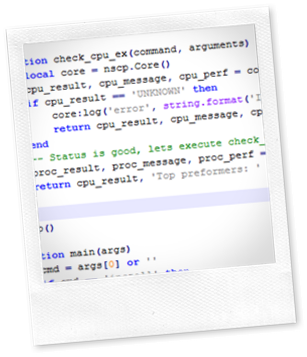 tion check_cpu_ex(command, arguments)
local core = nscp.Core()
cpu_result, cpu_message, cpu_perf = co
if cpu_result == 'UNKNOWN' then
core:log('error', string.format('I
return cpu_result, cpu_message, cp
end
-- Status is good, lets execute check_
proc_result, proc_message, proc_perf =
return cpu_result, 'Top preformers: '
()
tion main(args)
cmd = args[0] or ''
then